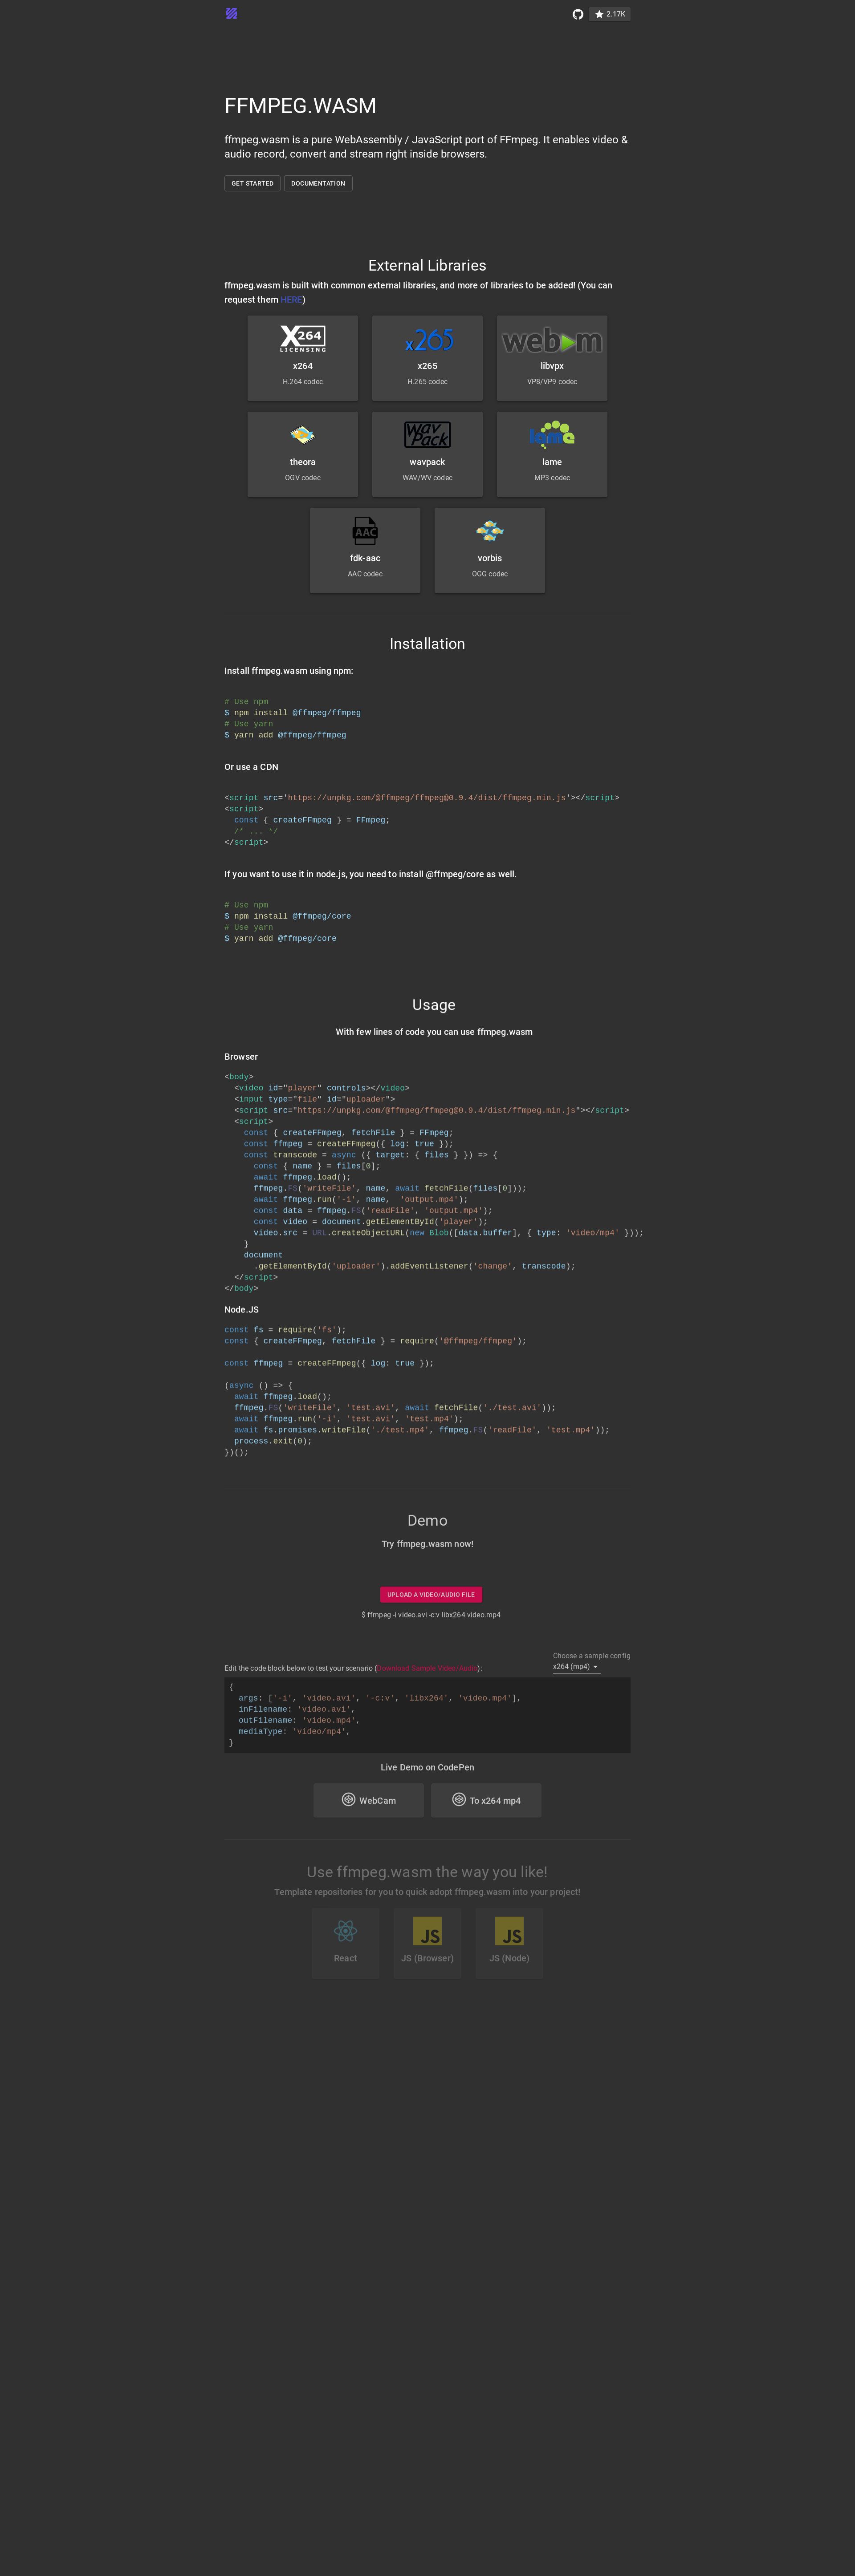 2.17K
FFMPEG.WASM
ffmpeg.wasm is a pure WebAssembly / JavaScript port of FFmpeg. It enables video &
audio record, convert and stream right inside browsers.
GET STARTED DOCUMENTATION
External Libraries
ffmpeg.wasm is built with common external libraries, and more of libraries to be added! (You can
request them HERE)
X264 LICENSING
x265
webm
x264
x265
libvpx
H.264 codec
H.265 codec
VP8/VP9 codec
Wav Pack
lame
theora
wavpack
lame
OGV codec
WAV/WV codec
MP3 codec
AAC
fdk-aac
vorbis
AAC codec
OGG codec
Installation
Install ffmpeg.wasm using npm:
# Use npm
$ npm install @ffmpeg/ffmpeg
# Use yarn
$ yarn add @ffmpeg/ffmpeg
Or use a CDN
<script src='https://unpkg.com/@ffmpeg/ffmpeg@0.9.4/dist/ffmpeg.min.js'></script>
<script>
  const { createFFmpeg } = FFmpeg;
  /* ... */
</script>
If you want to use it in node.js, you need to install @ffmpeg/core as well.
# Use npm
$ npm install @ffmpeg/core
# Use yarn
$ yarn add @ffmpeg/core
Usage
With few lines of code you can use ffmpeg.wasm
Browser
<body>
  <video id="player" controls></video>
  <input type="file" id="uploader">
  <script src="https://unpkg.com/@ffmpeg/ffmpeg@0.9.4/dist/ffmpeg.min.js"></script>
  <script>
    const { createFFmpeg, fetchFile } = FFmpeg;
    const ffmpeg = createFFmpeg({ log: true });
    const transcode = async ({ target: { files } }) => {
      const { name } = files[0];
      await ffmpeg.load();
      ffmpeg.FS('writeFile', name, await fetchFile(files[0]));
      await ffmpeg.run('-i', name,  'output.mp4');
      const data = ffmpeg.FS('readFile', 'output.mp4');
      const video = document.getElementById('player');
      video.src = URL.createObjectURL(new Blob([data.buffer], { type: 'video/mp4' }));
    }
    document
      .getElementById('uploader').addEventListener('change', transcode);
  </script>
</body>
Node.JS
const fs = require('fs');
const { createFFmpeg, fetchFile } = require('@ffmpeg/ffmpeg');
const ffmpeg = createFFmpeg({ log: true });
(async () => {
  await ffmpeg.load();
  ffmpeg.FS('writeFile', 'test.avi', await fetchFile('./test.avi'));
  await ffmpeg.run('-i', 'test.avi', 'test.mp4');
  await fs.promises.writeFile('./test.mp4', ffmpeg.FS('readFile', 'test.mp4'));
  process.exit(0);
})();
Demo
Try ffmpeg.wasm now!
UPLOAD A VIDEO/AUDIO FILE
$ ffmpeg -i video.avi -c:v libx264 video.mp4
Choose a sample config
x264 (mp4)
Edit the code block below to test your scenario (Download Sample Video/Audio):
{
  args: ['-i', 'video.avi', '-c:v', 'libx264', 'video.mp4'],
  inFilename: 'video.avi',
  outFilename: 'video.mp4',
  mediaType: 'video/mp4',
}
Live Demo on CodePen
WebCam
To x264 mp4
Use ffmpeg.wasm the way you like!
Template repositories for you to quick adopt ffmpeg.wasm into your project!
JS
JS
React
JS (Browser)
JS (Node)